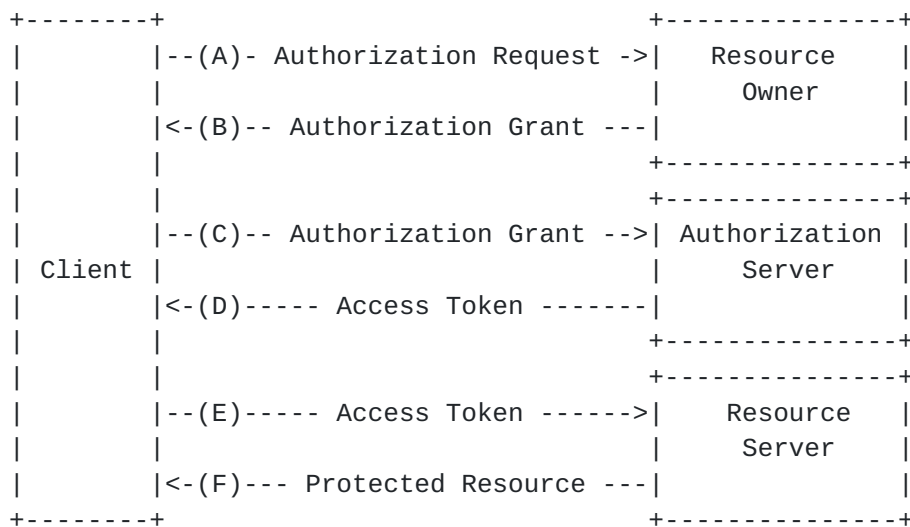 +--------+                               +---------------+
|        |--(A)- Authorization Request ->|   Resource    |
|        |                               |     Owner     |
|        |<-(B)-- Authorization Grant ---|               |
|        |                               +---------------+
|        |                               +---------------+
|        |--(C)-- Authorization Grant -->| Authorization |
| Client |                               |     Server    |
|        |<-(D)----- Access Token -------|               |
|        |                               +---------------+
|        |                               +---------------+
|        |--(E)----- Access Token ------>|    Resource   |
|        |                               |     Server    |
|        |<-(F)--- Protected Resource ---|               |
+--------+                               +---------------+